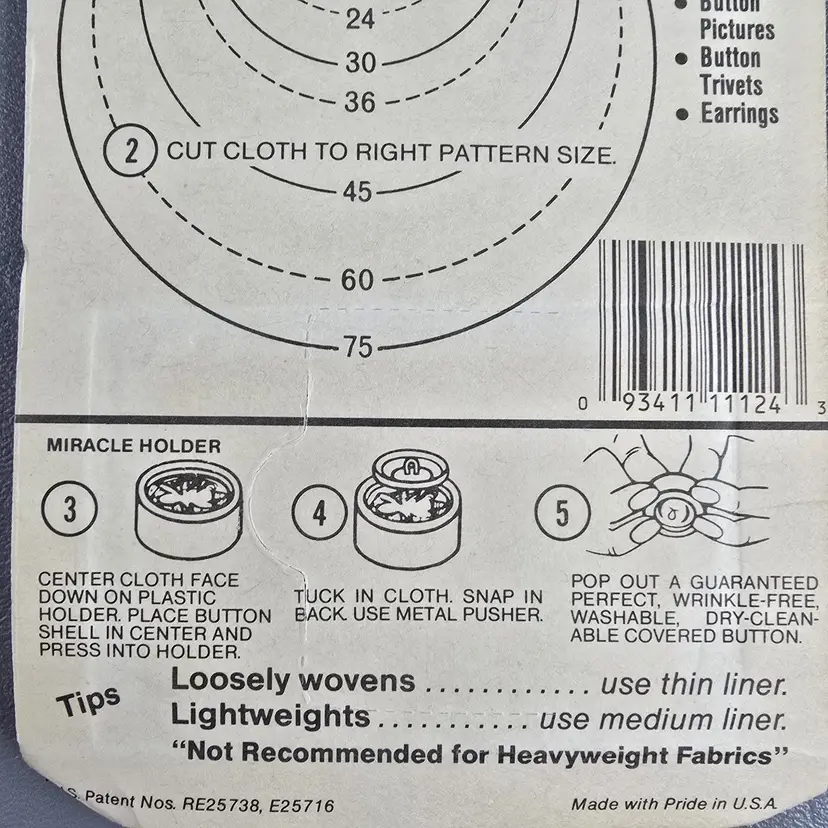 24
30
36
• Button
Pictures
• Button
Trivets
• Earrings
2 CUT CLOTH TO RIGHT PATTERN SIZE.
45
60
75
0 93411 11124 3
MIRACLE HOLDER
3
CENTER CLOTH FACE
DOWN ON PLASTIC
HOLDER. PLACE BUTTON
SHELL IN CENTER AND
PRESS INTO HOLDER.
4
TUCK IN CLOTH. SNAP IN
BACK. USE METAL PUSHER.
5
POP OUT A GUARANTEED
PERFECT, WRINKLE-FREE,
WASHABLE, DRY-CLEAN-
ABLE COVERED BUTTON.
Tips
Loosely wovens ............. use thin liner.
Lightweights ........... use medium liner.
“Not Recommended for Heavyweight Fabrics”
S. Patent Nos. RE25738, E25716
Made with Pride in U.S.A.